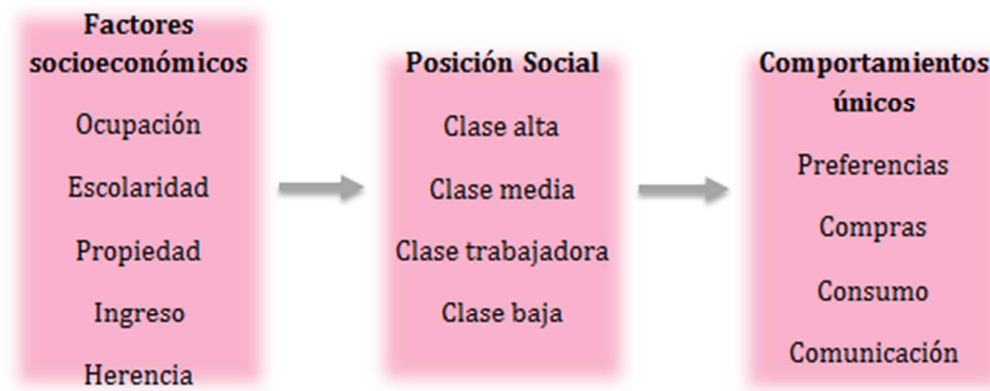 Factores
socioeconómicos
Ocupación
Escolaridad
Propiedad
Ingreso
Herencia
Posición Social
Clase alta
Clase media
Clase trabajadora
Clase baja
Comportamientos
únicos
Preferencias
Compras
Consumo
Comunicación